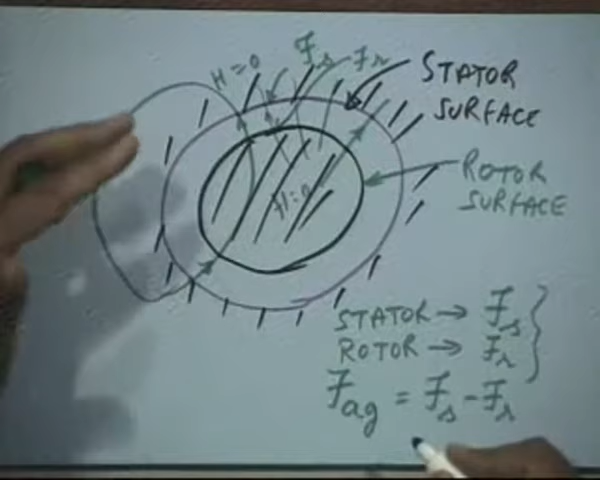 H=0
Fs
Fr
STATOR
SURFACE
H=0
ROTOR
SURFACE
STATOR → Fs
ROTOR → Fr
Fag = Fs - Fr